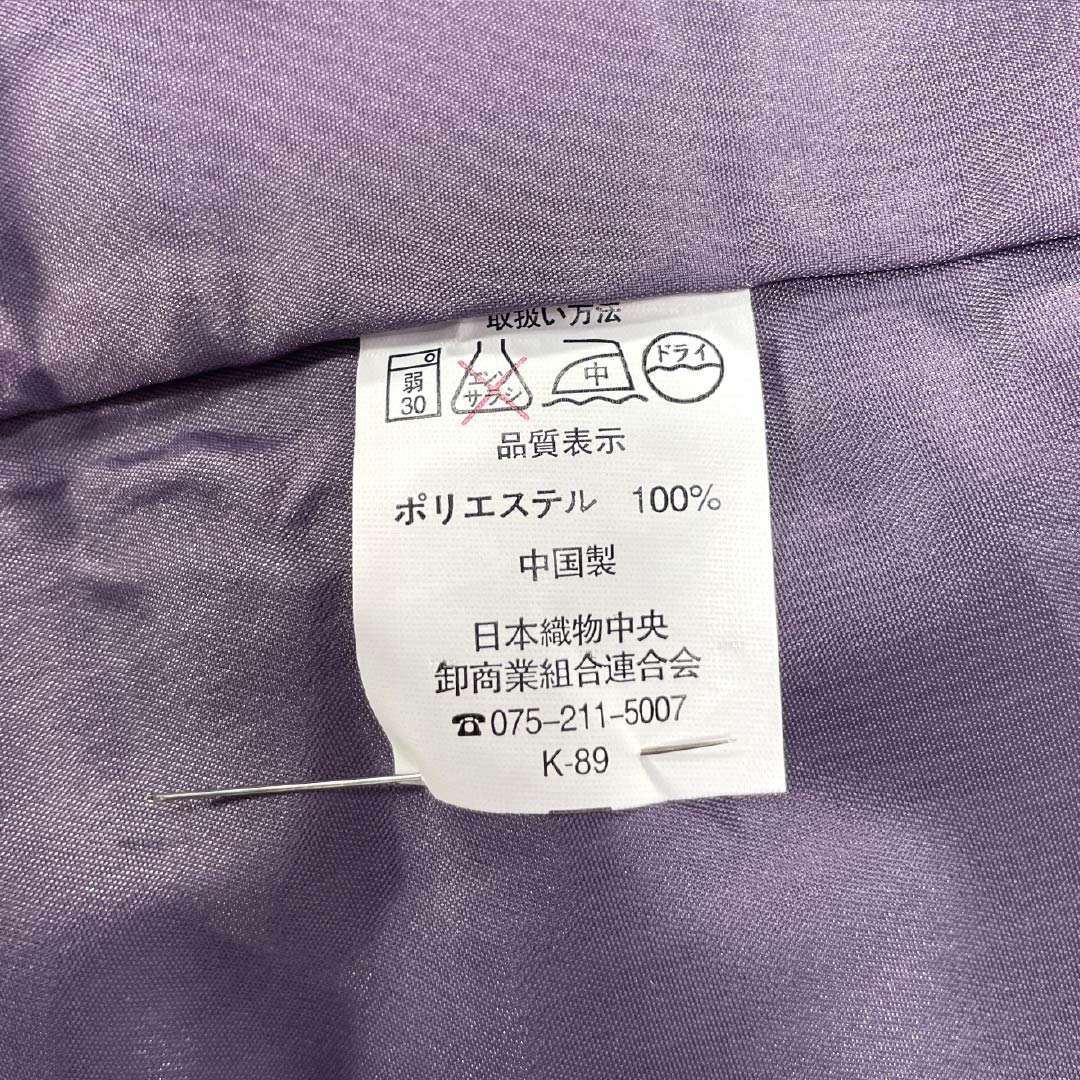 取扱い方法
弱 30 エンソ サラシ 中 ドライ
品質表示
ポリエステル 100%
中国製
日本織物中央
卸商業組合連合会
☎075-211-5007
K-89